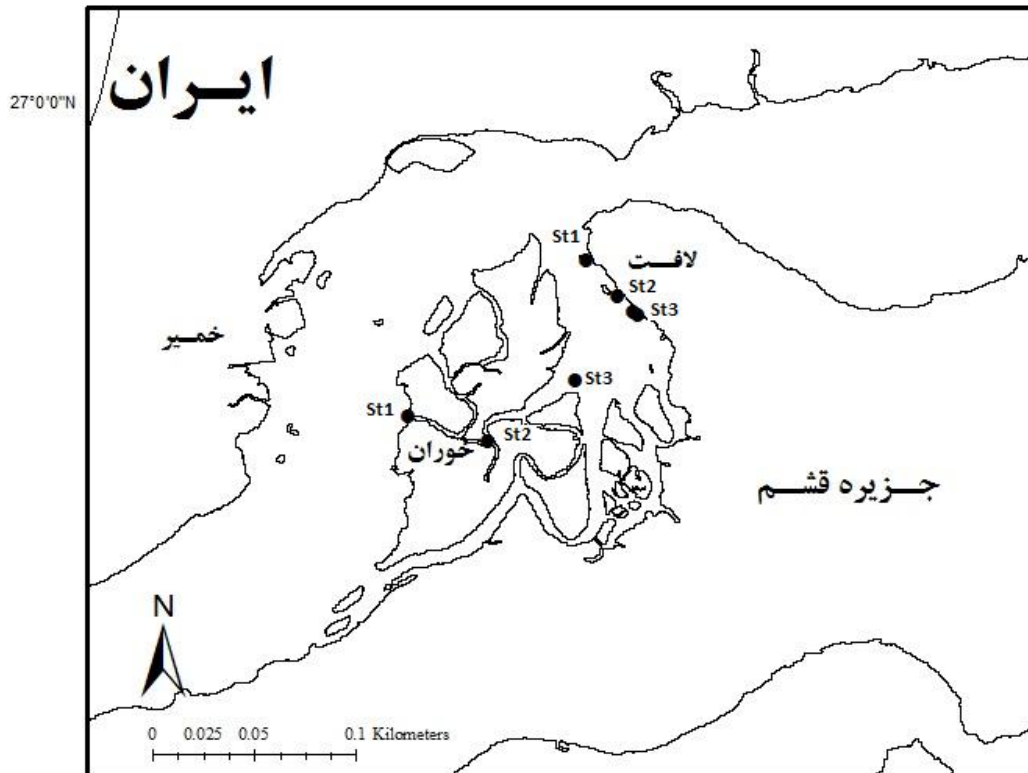 ایران
27°0'0"N
St1
لافت
St2
St3
خمیر
St3
St1
St2
خوران
جزیره قشم
N
0 0.025 0.05 0.1 Kilometers